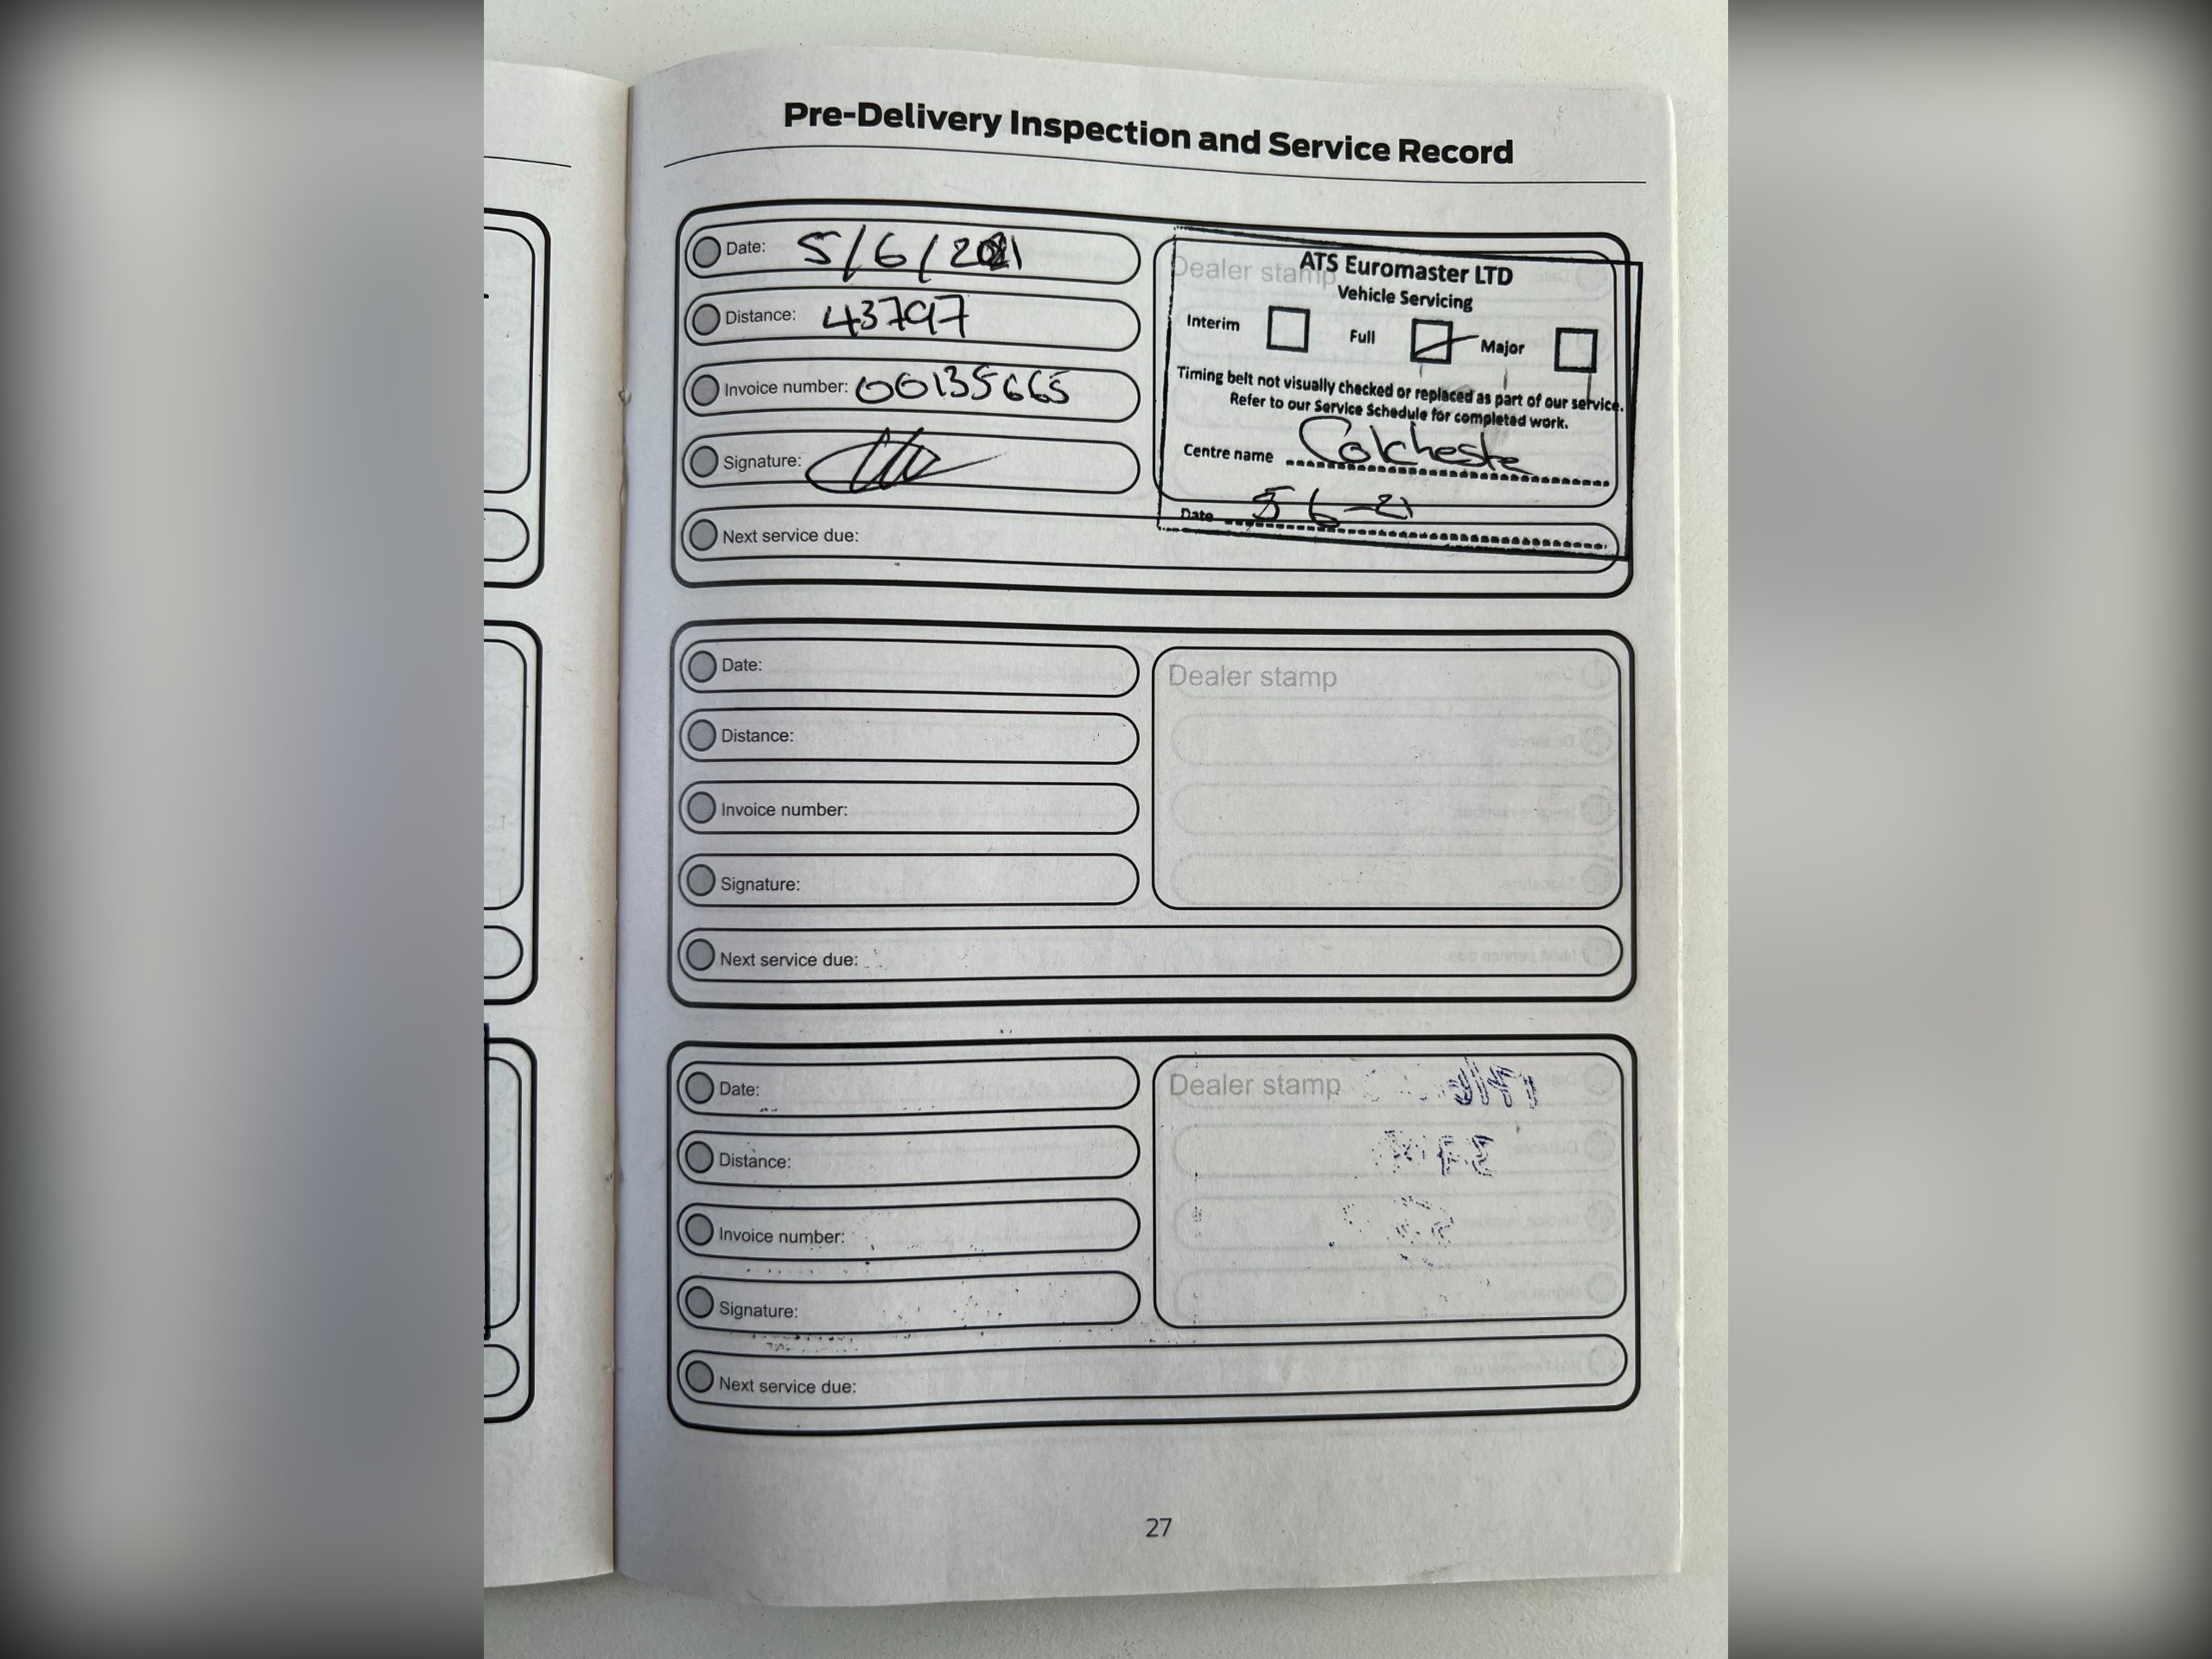 Pre-Delivery Inspection and Service Record
Date: 5/6/2021
Distance: 43797
Invoice number: 00135665
Signature:
Next service due:
Dealer stamp
ATS Euromaster LTD
Vehicle Servicing
Interim Full Major
Timing belt not visually checked or replaced as part of our service.
Refer to our Service Schedule for completed work.
Centre name Colcheste
Date 5 6-21
Date:
Distance:
Invoice number:
Signature:
Next service due:
Dealer stamp
Date:
Distance:
Invoice number:
Signature:
Next service due:
Dealer stamp
27